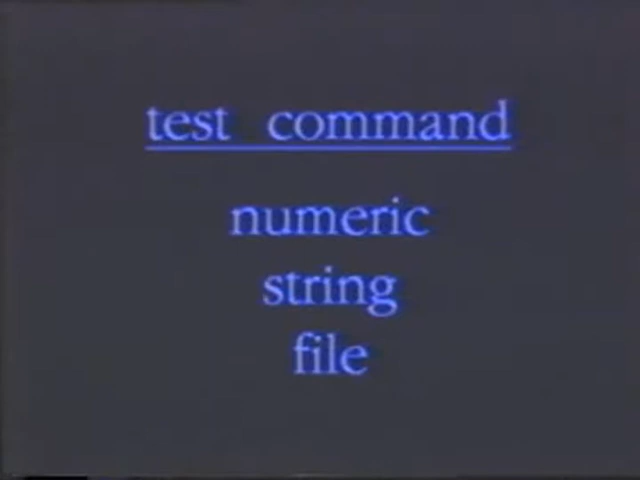 test command
numeric
string
file